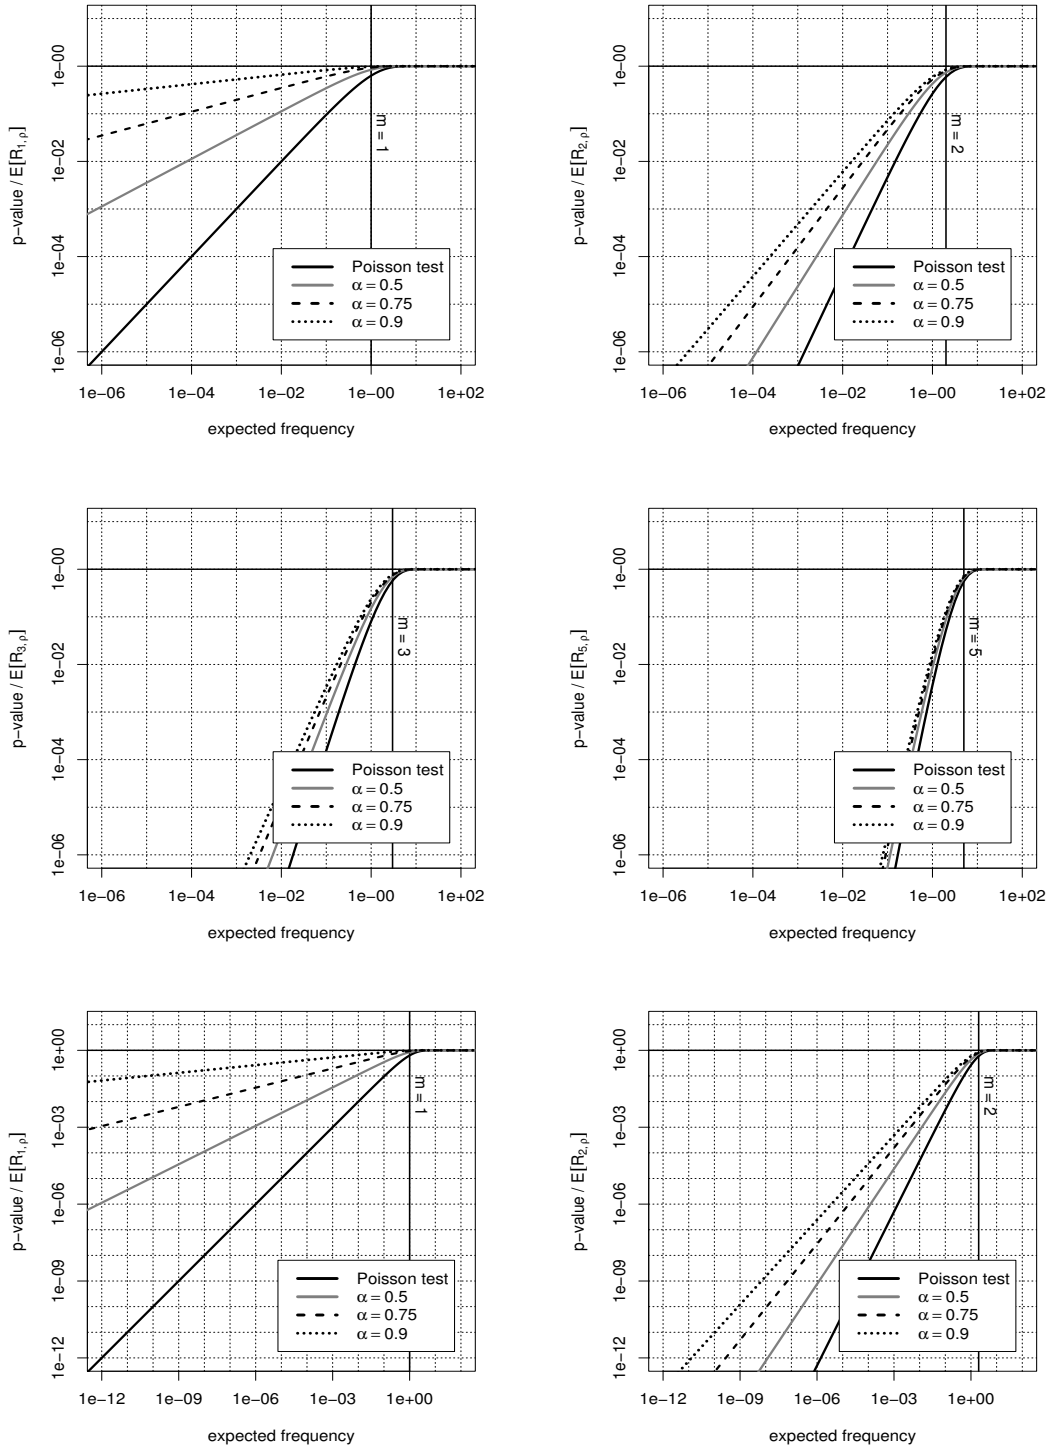 p−value / E[R1,ρ]
1e−00
1e−02
1e−04
1e−06
m = 1
Poisson test
α = 0.5
α = 0.75
α = 0.9
1e−06 1e−04 1e−02 1e−00 1e+02
expected frequency
p−value / E[R2,ρ]
1e−00
1e−02
1e−04
1e−06
m = 2
Poisson test
α = 0.5
α = 0.75
α = 0.9
1e−06 1e−04 1e−02 1e−00 1e+02
expected frequency
p−value / E[R3,ρ]
1e−00
1e−02
1e−04
1e−06
m = 3
Poisson test
α = 0.5
α = 0.75
α = 0.9
1e−06 1e−04 1e−02 1e−00 1e+02
expected frequency
p−value / E[R5,ρ]
1e−00
1e−02
1e−04
1e−06
m = 5
Poisson test
α = 0.5
α = 0.75
α = 0.9
1e−06 1e−04 1e−02 1e−00 1e+02
expected frequency
p−value / E[R1,ρ]
1e+00
1e−03
1e−06
1e−09
1e−12
m = 1
Poisson test
α = 0.5
α = 0.75
α = 0.9
1e−12 1e−09 1e−06 1e−03 1e+00
expected frequency
p−value / E[R2,ρ]
1e+00
1e−03
1e−06
1e−09
1e−12
m = 2
Poisson test
α = 0.5
α = 0.75
α = 0.9
1e−12 1e−09 1e−06 1e−03 1e+00
expected frequency